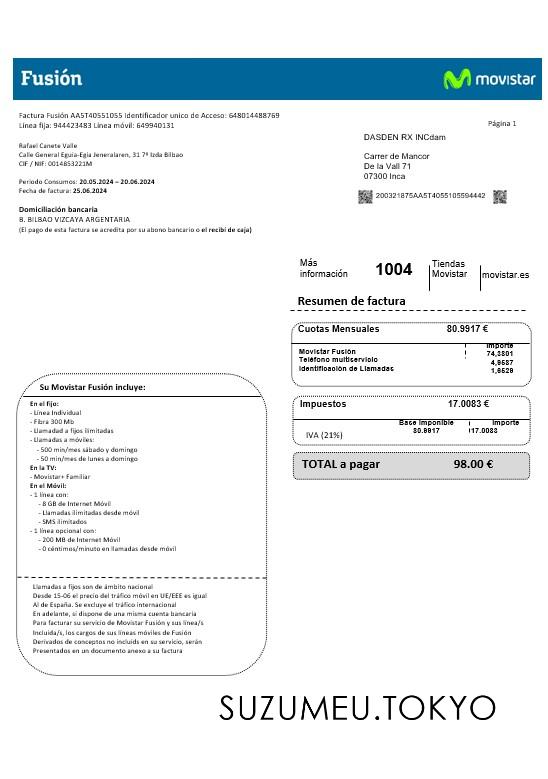 Fusión
movistar
Factura Fusión AA5T40551055 Identificador unico de Acceso: 648014488769
Línea fija: 944423483 Línea móvil: 649940131
Página 1
DASDEN RX INCdam
Rafael Canete Valle
Calle General Eguia-Egia Jeneralaren, 31 7º Izda Bilbao
CIF / NIF: 0014853221M
Carrer de Mancor
De la Vall 71
07300 Inca
Periodo Consumos: 20.05.2024 – 20.06.2024
Fecha de factura: 25.06.2024
200321875AA5T4055105594442
Domiciliación bancaria
B. BILBAO VIZCAYA ARGENTARIA
(El pago de esta factura se acredita por su abono bancario o el recibí de caja)
Más información
1004
Tiendas Movistar
movistar.es
Resumen de factura
Cuotas Mensuales 80.9917 €
Importe
Movistar Fusión 74,3801
Teléfono multiservicio 4,9587
Identificación de Llamadas 1,6529
Impuestos 17.0083 €
Base Imponible Importe
80.9917 17.0083
IVA (21%)
TOTAL a pagar 98.00 €
Su Movistar Fusión incluye:
En el fijo:
- Línea Individual
- Fibra 300 Mb
- Llamaded a fijos ilimitadas
- Llamadas a móviles:
- 500 min/mes sábado y domingo
- 50 min/mes de lunes a domingo
En la TV:
- Movistar+ Familiar
En el Móvil:
- 1 línea con:
- 8 GB de Internet Móvil
- Llamadas ilimitadas desde móvil
- SMS ilimitados
- 1 línea opcional con:
- 200 MB de Internet Móvil
- 0 céntimos/minuto en llamadas desde móvil
Llamadas a fijos son de ámbito nacional
Desde 15-06 el precio del tráfico móvil en UE/EEE es igual
Al de España. Se excluye el tráfico internacional
En adelante, si dispone de una misma cuenta bancaria
Para facturar su servicio de Movistar Fusión y sus línea/s
Incluida/s, los cargos de sus líneas móviles de Fusión
Derivados de conceptos no incluids en su servicio, serán
Presentados en un documento anexo a su factura
SUZUMEU.TOKYO